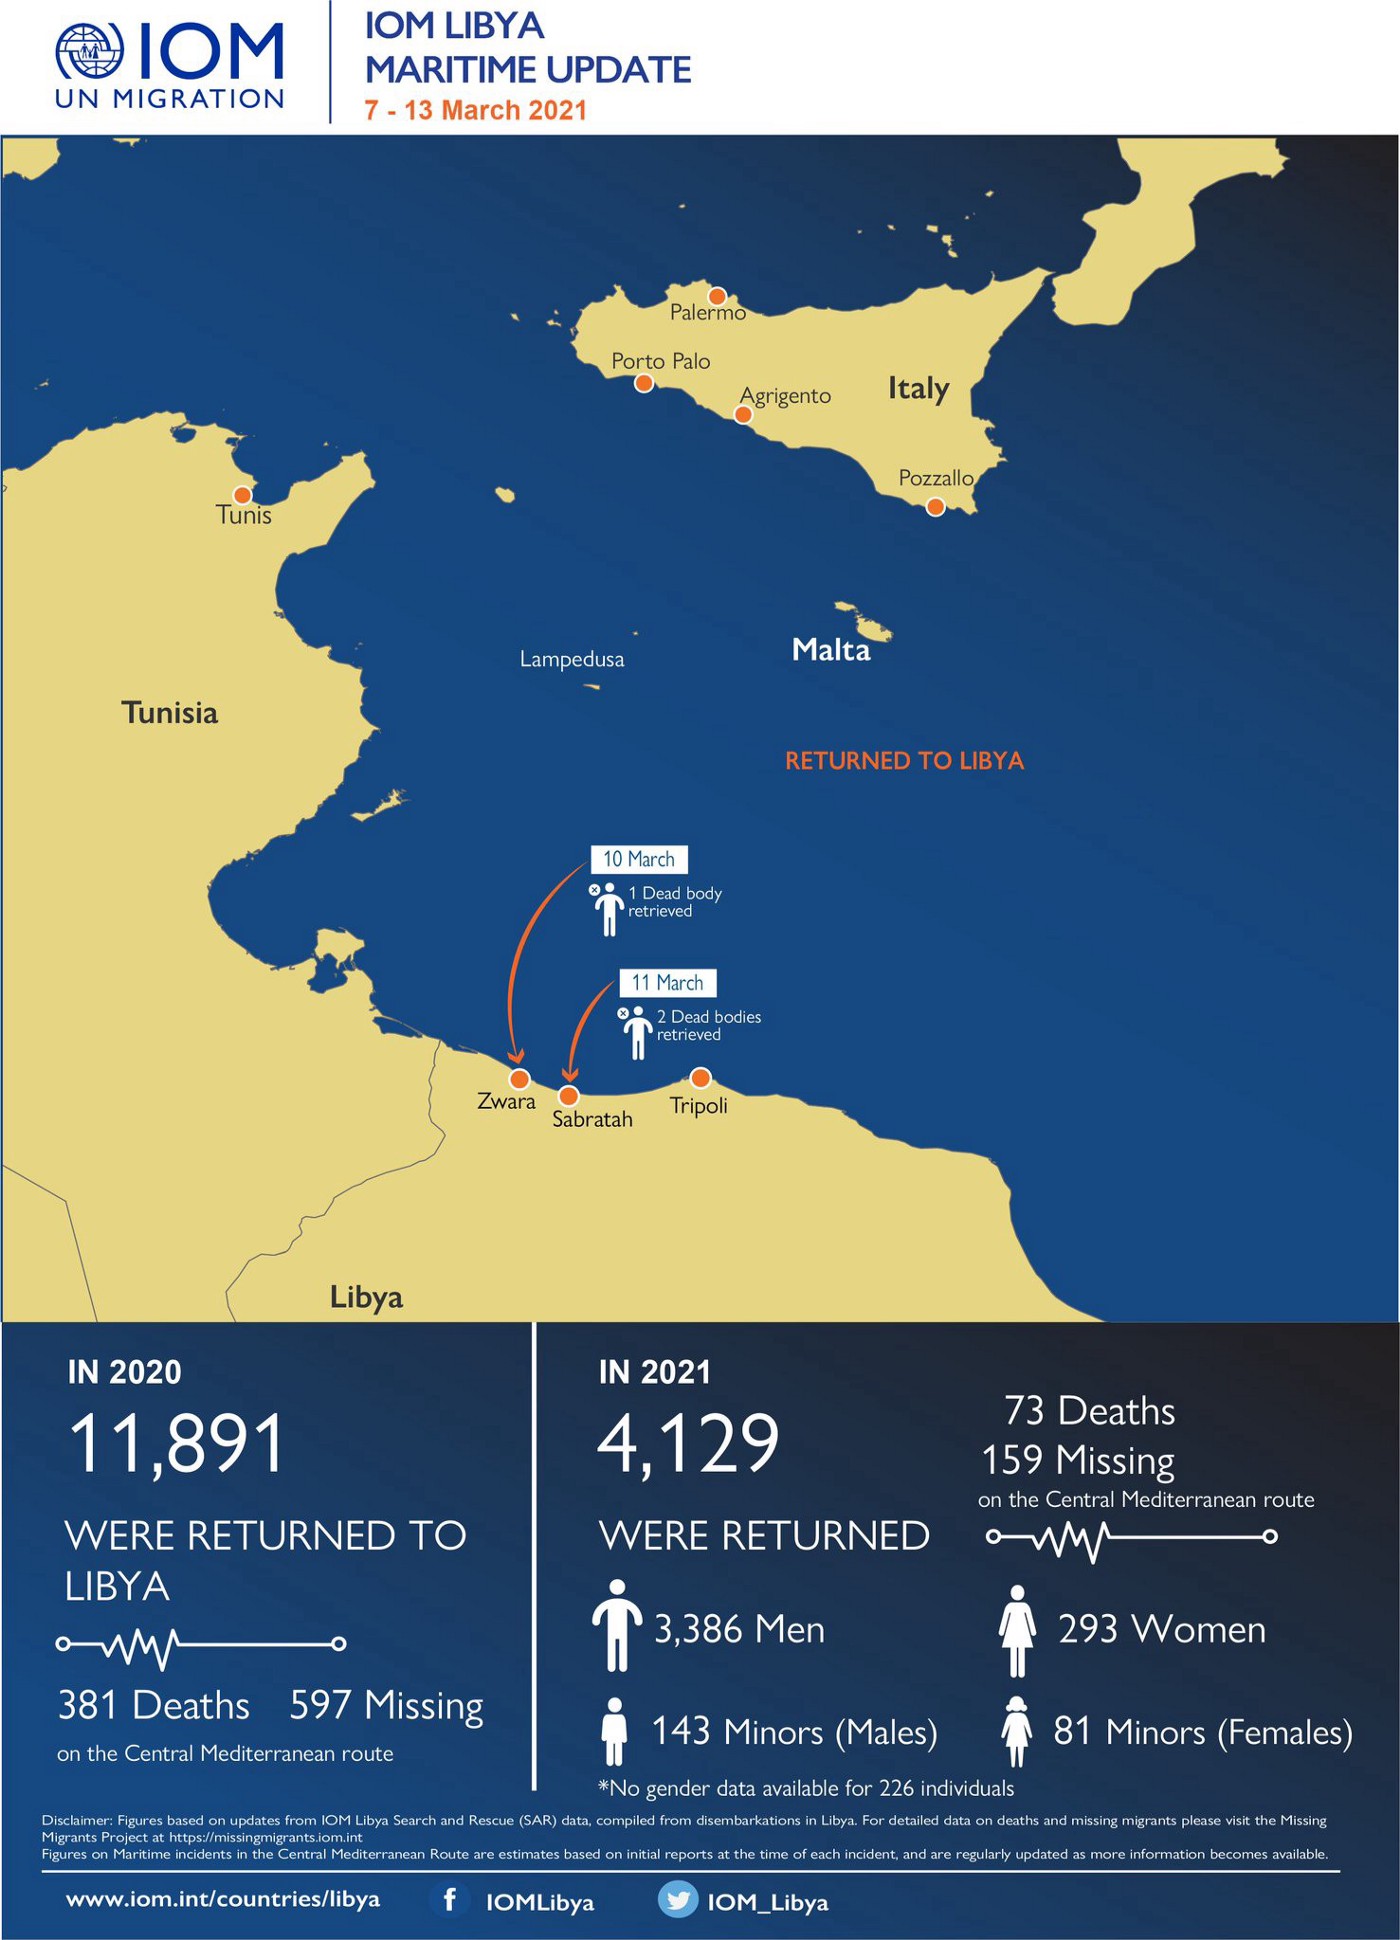 IOM
UN MIGRATION
IOM LIBYA
MARITIME UPDATE
7 - 13 March 2021
Palermo
Porto Palo
Agrigento
Italy
Pozzallo
Tunis
Lampedusa
Malta
Tunisia
RETURNED TO LIBYA
10 March
1 Dead body
retrieved
11 March
2 Dead bodies
retrieved
Zwara
Sabratah
Tripoli
Libya
IN 2020
11,891
WERE RETURNED TO
LIBYA
381 Deaths 597 Missing
on the Central Mediterranean route
IN 2021
4,129
WERE RETURNED
73 Deaths
159 Missing
on the Central Mediterranean route
3,386 Men
293 Women
143 Minors (Males)
81 Minors (Females)
*No gender data available for 226 individuals
Disclaimer: Figures based on updates from IOM Libya Search and Rescue (SAR) data, compiled from disembarkations in Libya. For detailed data on deaths and missing migrants please visit the Missing
Migrants Project at https://missingmigrants.iom.int
Figures on Maritime incidents in the Central Mediterranean Route are estimates based on initial reports at the time of each incident, and are regularly updated as more information becomes available.
www.iom.int/countries/libya
IOMLibya
IOM_Libya